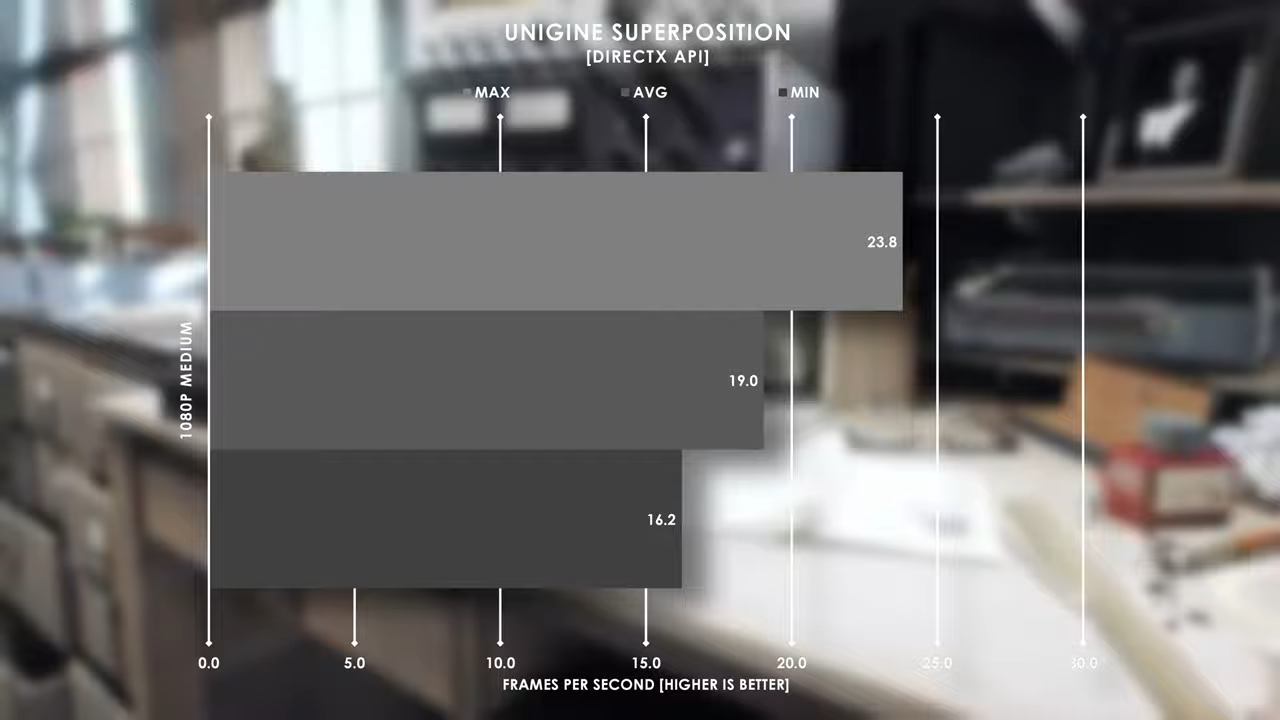 UNIGINE SUPERPOSITION
[DIRECTX API]
MAX AVG MIN
23.8
19.0
16.2
1080P MEDIUM
0.0 5.0 10.0 15.0 20.0 25.0 30.0
FRAMES PER SECOND [HIGHER IS BETTER]